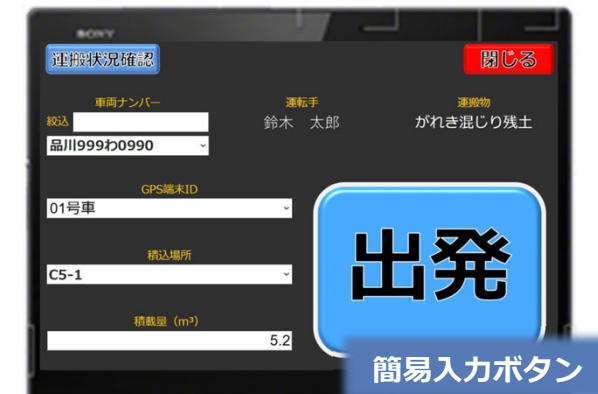 SONY
運搬状況確認
閉じる
車両ナンバー
運転手
運搬物
絞込
鈴木 太郎
がれき混じり残土
品川999わ0990
GPS端末ID
01号車
積込場所
C5-1
積載量（m³）
5.2
出発
簡易入力ボタン